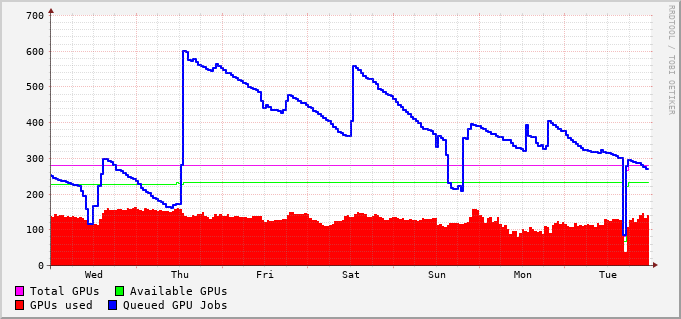 700
600
500
400
300
200
100
0
Wed Thu Fri Sat Sun Mon Tue
Total GPUs Available GPUs
GPUs used Queued GPU Jobs
RRDTOOL / TOBI OETIKER